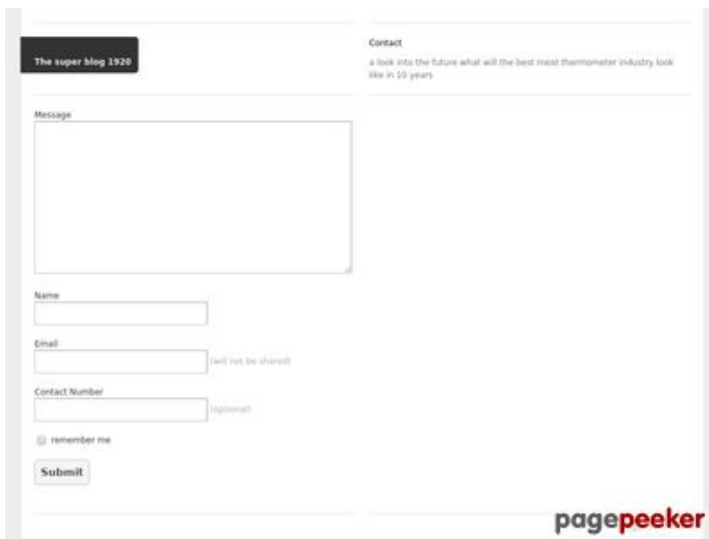 The super blog 1920
Contact
a look into the future what will the best meat thermometer industry look
like in 10 years
Message
Name
Email
(will not be shared)
Contact Number
(optional)
remember me
Submit
pagepeeker